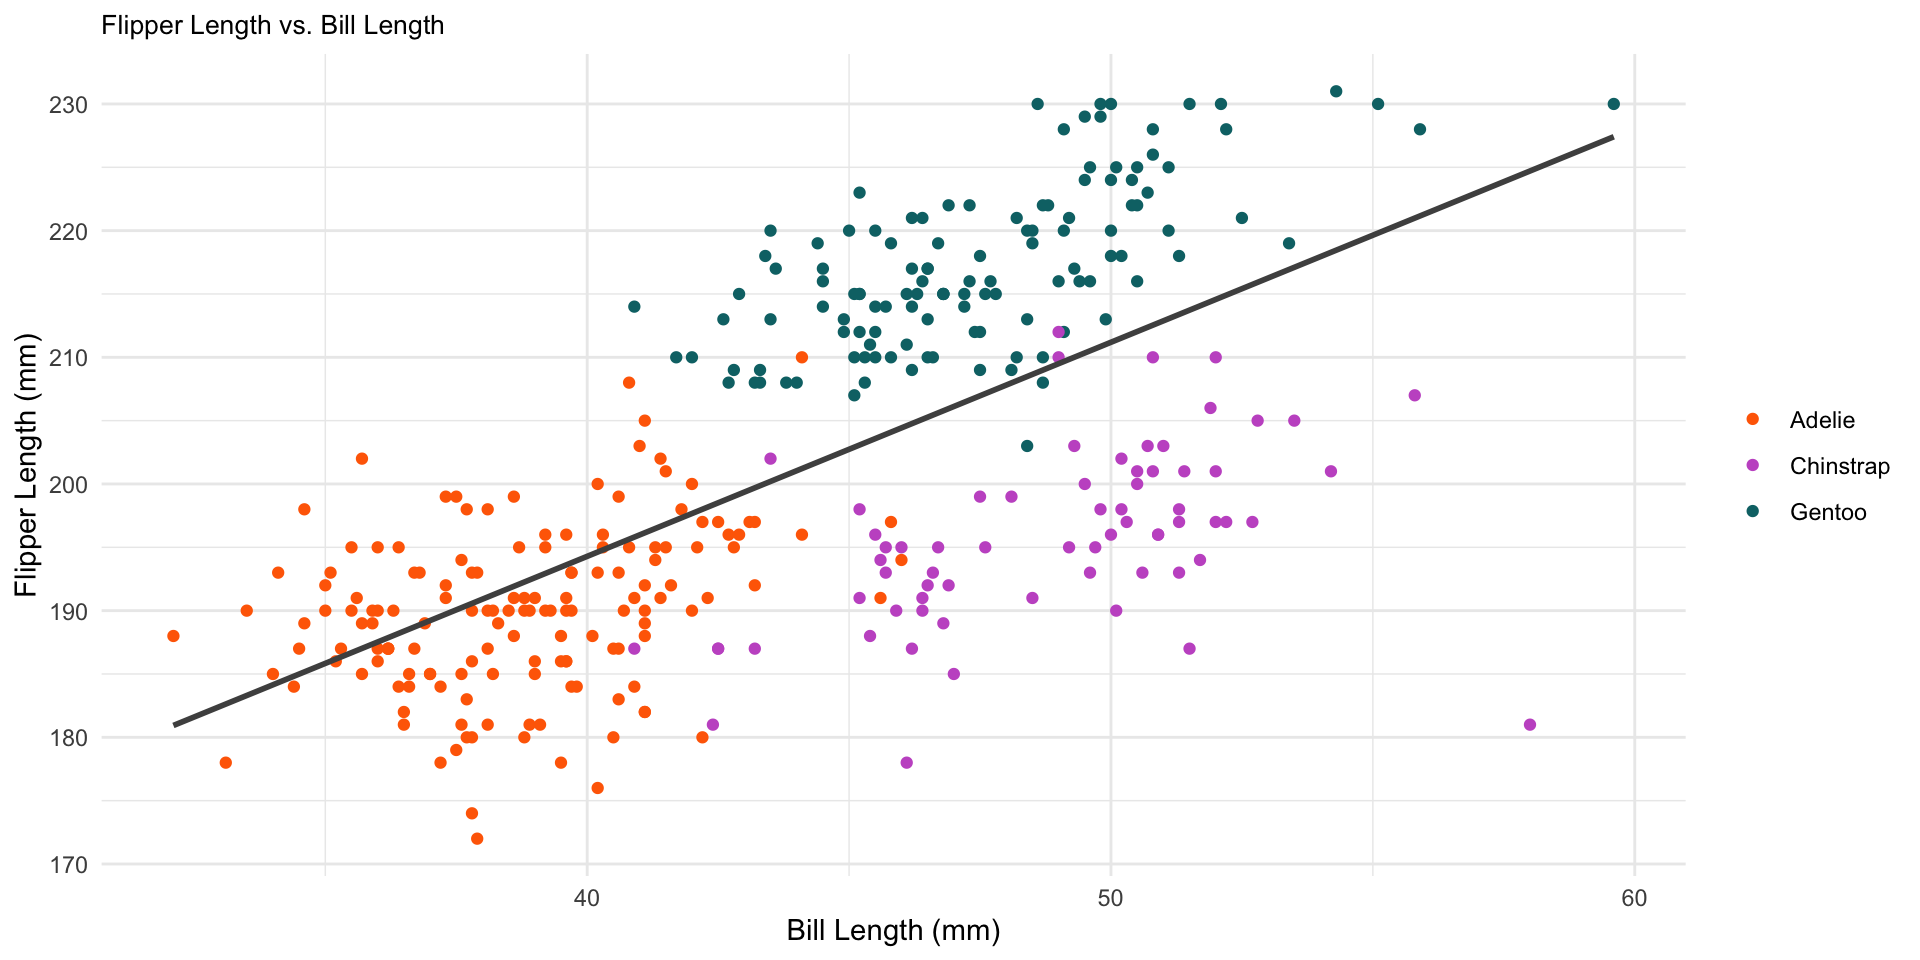 Flipper Length vs. Bill Length
Flipper Length (mm)
230
220
210
200
190
180
170
40
50
60
Bill Length (mm)
Adelie
Chinstrap
Gentoo